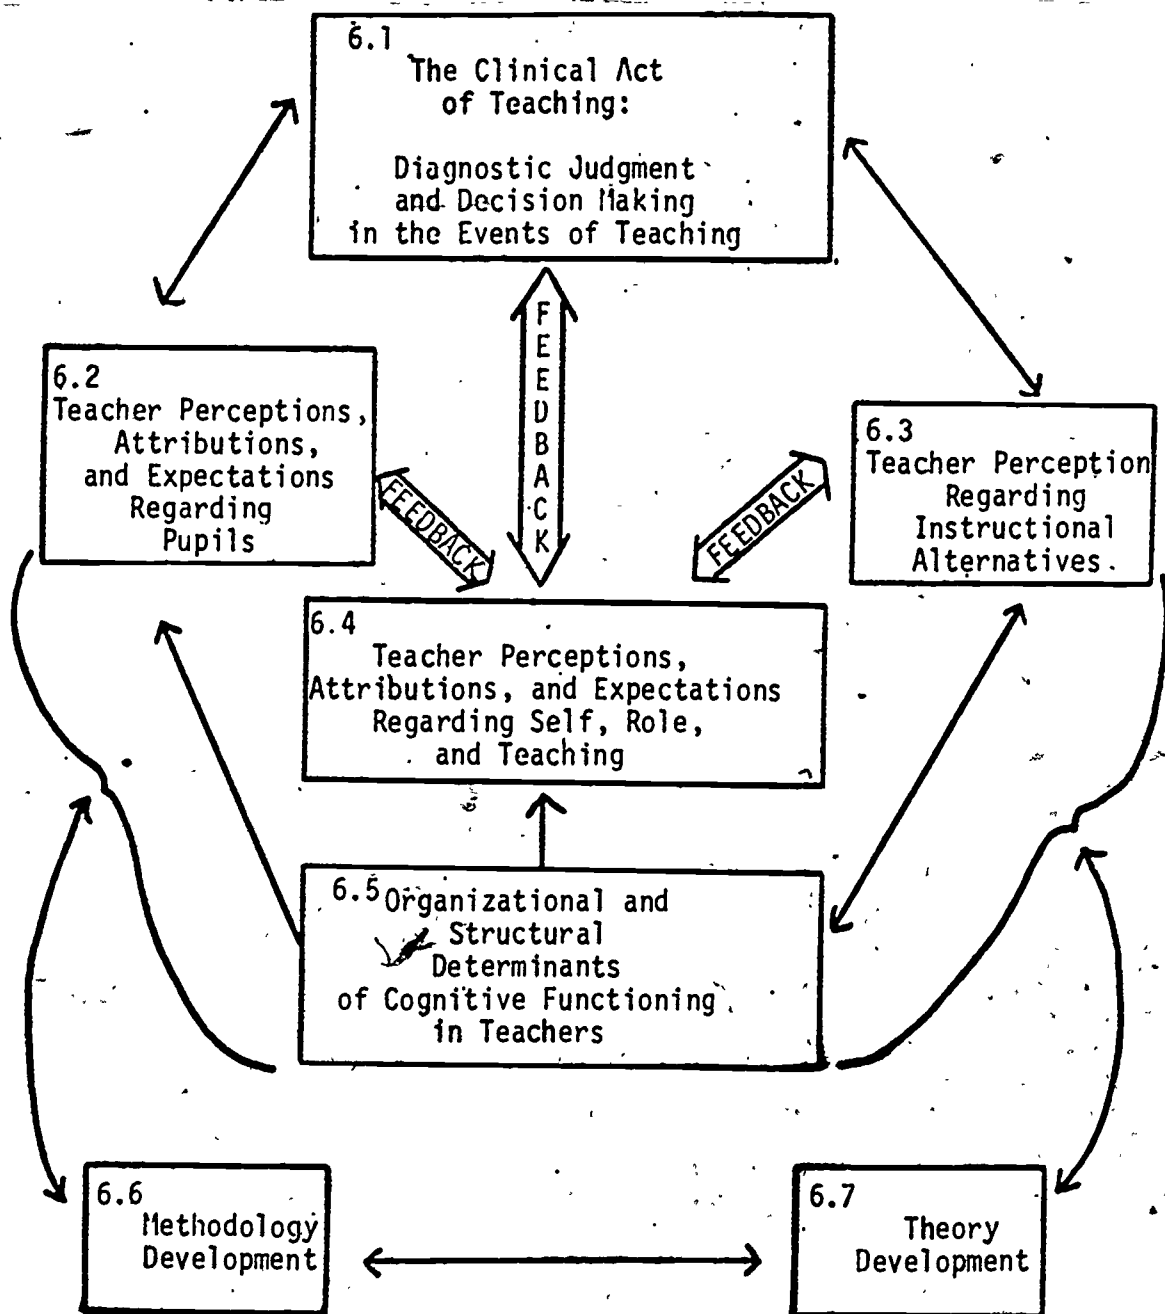 6.1
The Clinical Act
of Teaching:
Diagnostic Judgment
and Decision Making
in the Events of Teaching
FEEDBACK
6.2
Teacher Perceptions,
Attributions,
and Expectations
Regarding
Pupils
6.3
Teacher Perception
Regarding
Instructional
Alternatives.
FEEDBACK
FEEDBACK
6.4
Teacher Perceptions,
Attributions, and Expectations
Regarding Self, Role,
and Teaching
6.5 Organizational and
Structural
Determinants
of Cognitive Functioning
in Teachers
6.6
Methodology
Development
6.7
Theory
Development